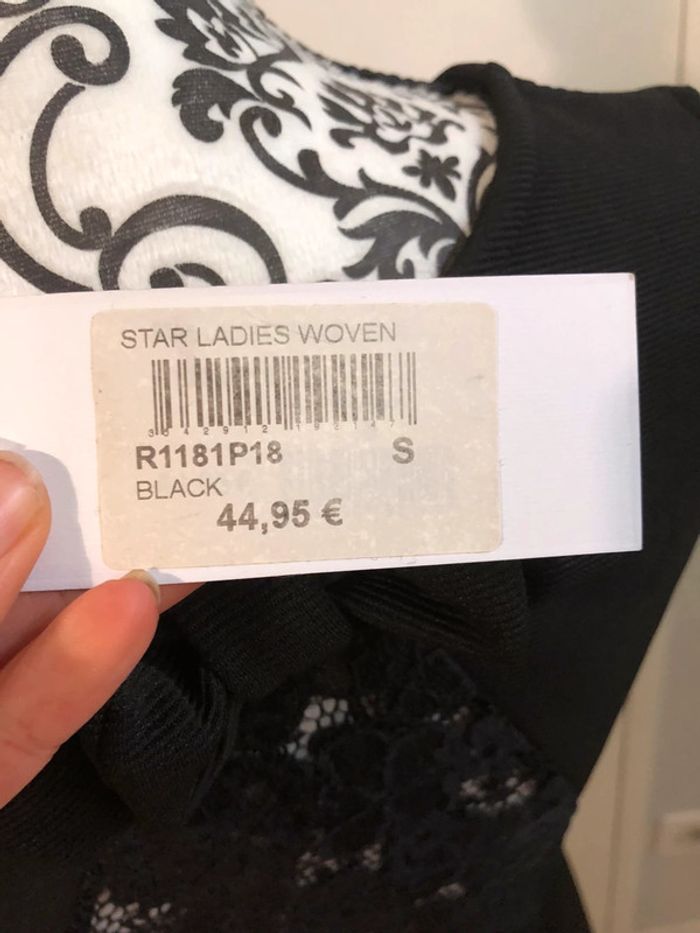 STAR LADIES WOVEN
R1181P18 S
BLACK
44,95 €